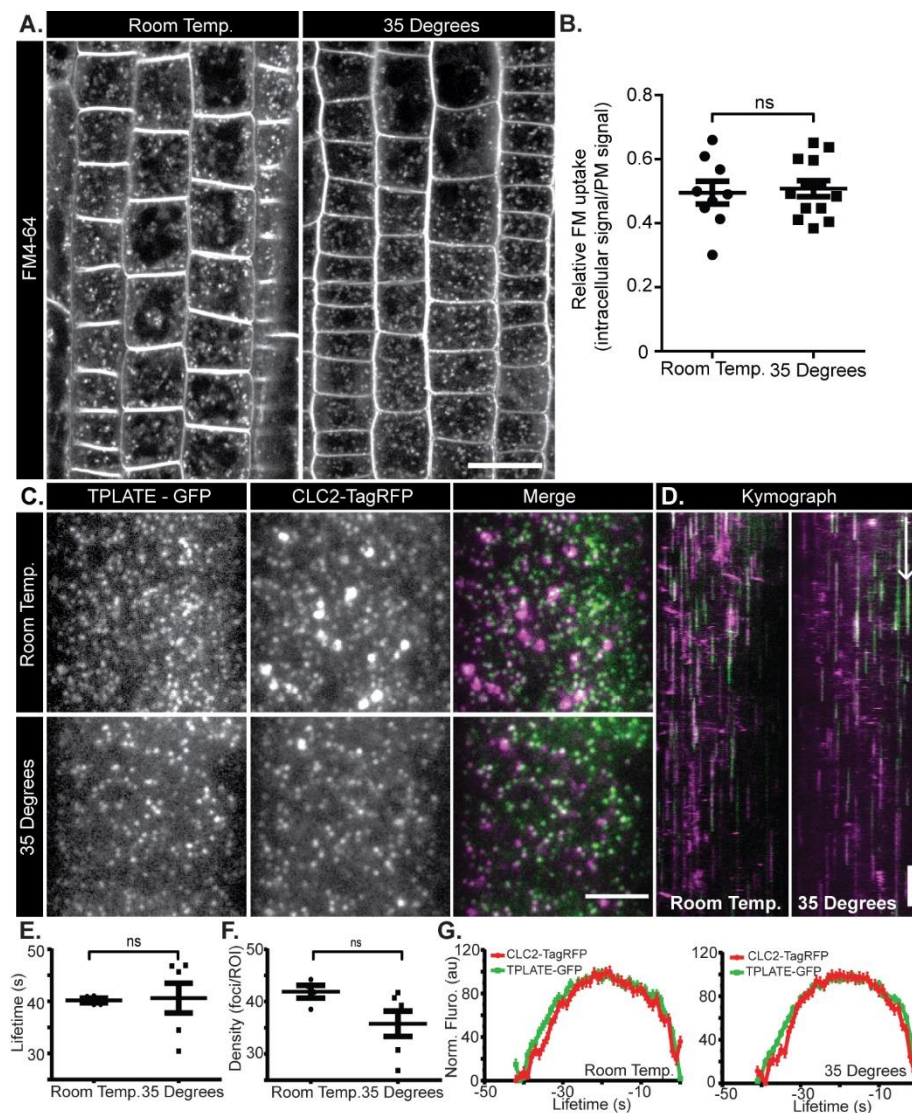 A.
Room Temp.
35 Degrees
FM4-64
B.
ns
Relative FM uptake
(intracellular signal/PM signal)
0.8
0.6
0.4
0.2
0
Room Temp. 35 Degrees
C.
TPLATE - GFP
CLC2-TagRFP
Merge
D.
Kymograph
Room Temp.
35 Degrees
Room Temp.
35 Degrees
E.
ns
Lifetime (s)
50
40
30
Room Temp.35 Degrees
F.
ns
Density (foci/ROI)
50
40
30
Room Temp.35 Degrees
G.
CLC2-TagRFP
TPLATE-GFP
Norm. Fluro. (au)
120
80
40
0
Room Temp.
-50
-30
-10
Lifetime (s)
CLC2-TagRFP
TPLATE-GFP
120
80
40
0
35 Degrees
-50
-30
-10
Lifetime (s)